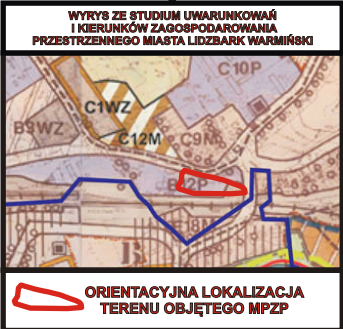 WYRYS ZE STUDIUM UWARUNKOWAŃ
I KIERUNKÓW ZAGOSPODAROWANIA
PRZESTRZENNEGO MIASTA LIDZBARK WARMIŃSKI
C10P
C1WZ
B9WZ
C12M
C9M
B12P
B
ORIENTACYJNA LOKALIZACJA
TERENU OBJĘTEGO MPZP